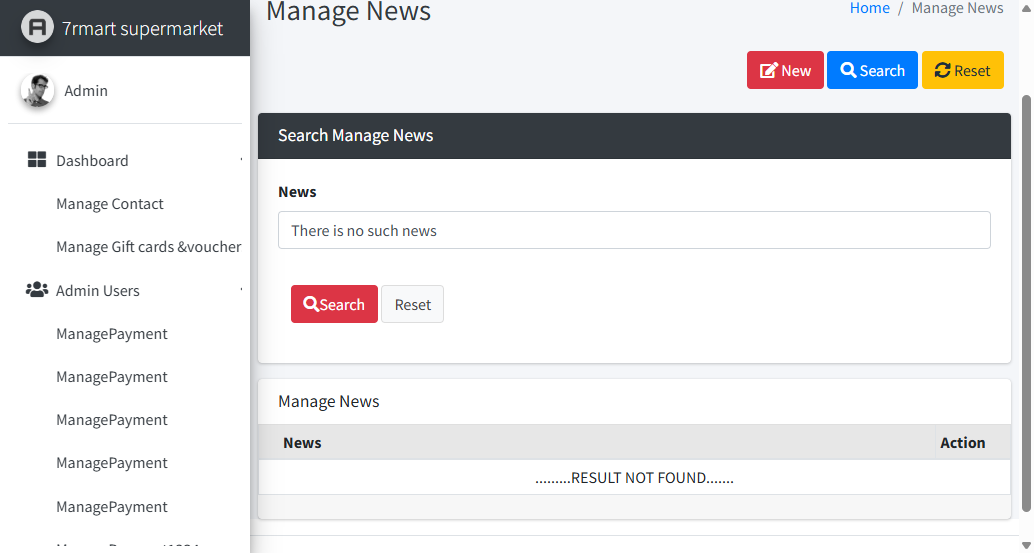 7rmart supermarket
Admin
Dashboard
Manage Contact
Manage Gift cards &voucher
Admin Users
ManagePayment
ManagePayment
ManagePayment
ManagePayment
ManagePayment
Manage News
Home / Manage News
New
Search
Reset
Search Manage News
News
There is no such news
Search
Reset
Manage News
News Action
.........RESULT NOT FOUND.......